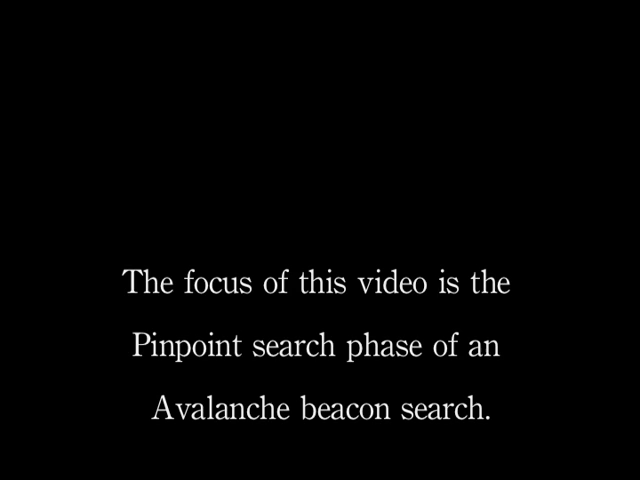 The focus of this video is the
Pinpoint search phase of an
Avalanche beacon search.